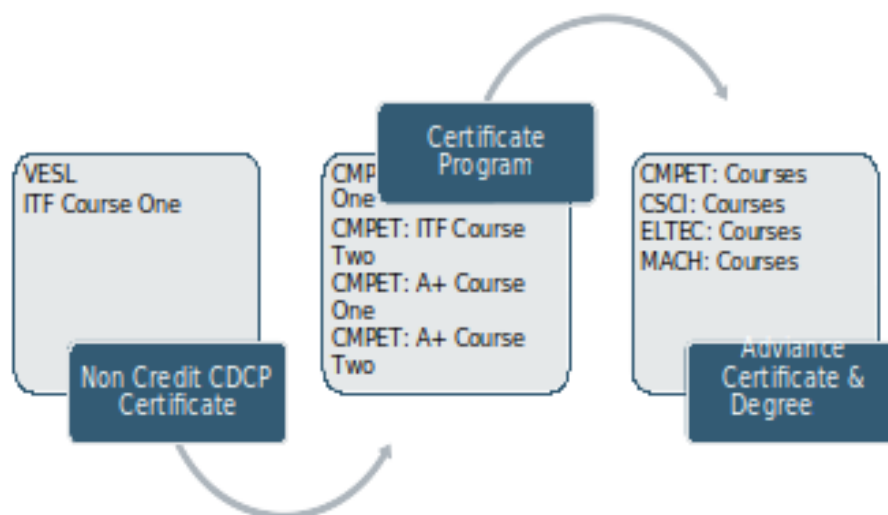 VESL
ITF Course One
Non Credit CDCP
Certificate
Certificate
Program
CMP
One
CMPET: ITF Course
Two
CMPET: A+ Course
One
CMPET: A+ Course
Two
CMPET: Courses
CSCI: Courses
ELTEC: Courses
MACH: Courses
Adviance
Certificate &
Degree